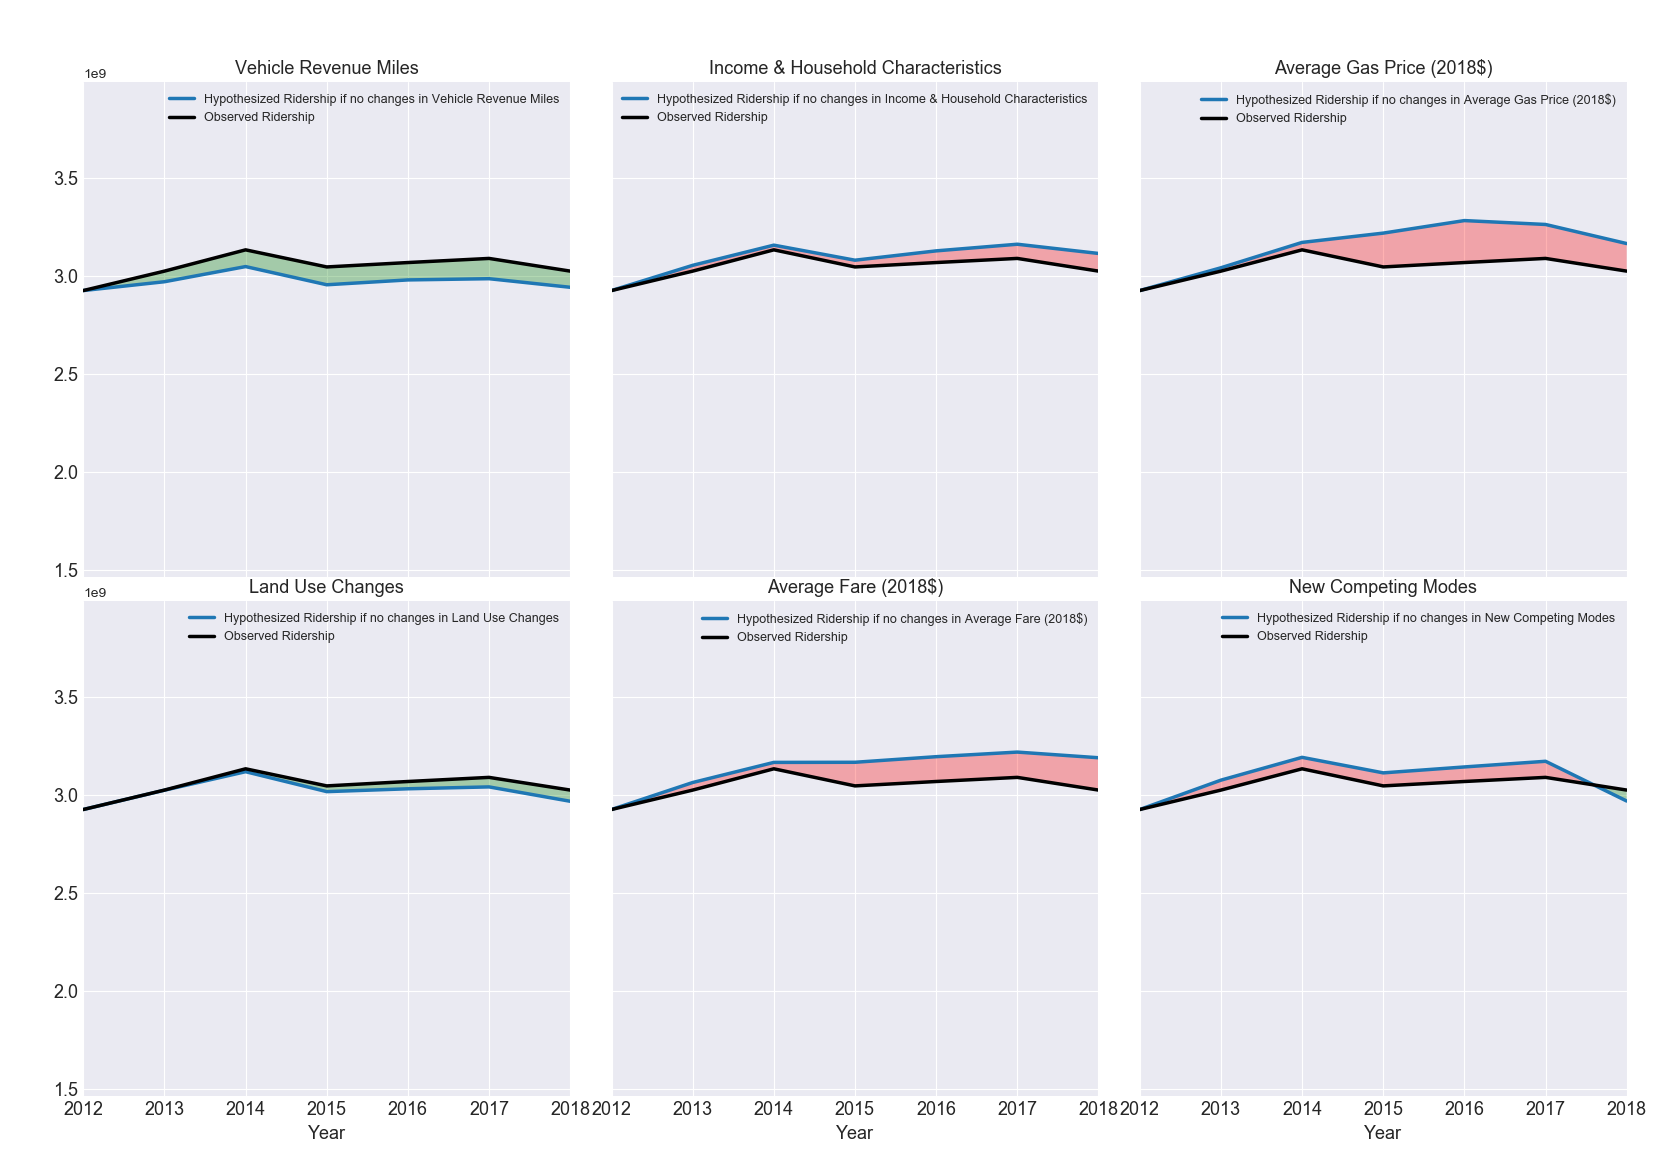 Vehicle Revenue Miles
1e9
Hypothesized Ridership if no changes in Vehicle Revenue Miles
Observed Ridership
3.5
3.0
2.5
2.0
1.5
Income & Household Characteristics
Hypothesized Ridership if no changes in Income & Household Characteristics
Observed Ridership
Average Gas Price (2018$)
Hypothesized Ridership if no changes in Average Gas Price (2018$)
Observed Ridership
Land Use Changes
1e9
Hypothesized Ridership if no changes in Land Use Changes
Observed Ridership
3.5
3.0
2.5
2.0
1.5
2012 2013 2014 2015 2016 2017 2018
Year
Average Fare (2018$)
Hypothesized Ridership if no changes in Average Fare (2018$)
Observed Ridership
2012 2013 2014 2015 2016 2017 2018
Year
New Competing Modes
Hypothesized Ridership if no changes in New Competing Modes
Observed Ridership
2012 2013 2014 2015 2016 2017 2018
Year